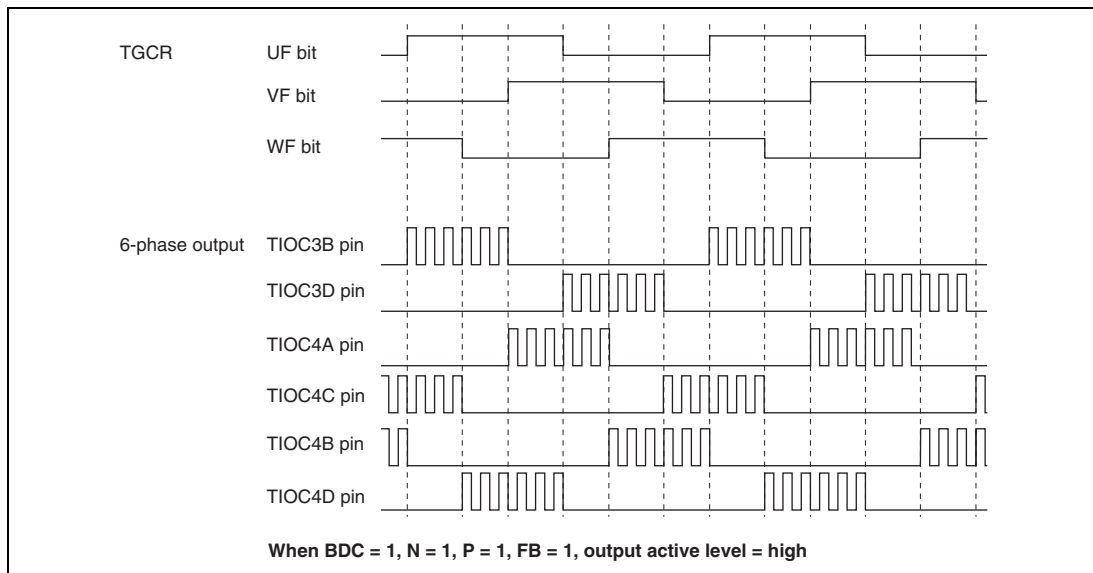 TGCR UF bit
VF bit
WF bit
6-phase output TIOC3B pin
TIOC3D pin
TIOC4A pin
TIOC4C pin
TIOC4B pin
TIOC4D pin
When BDC = 1, N = 1, P = 1, FB = 1, output active level = high